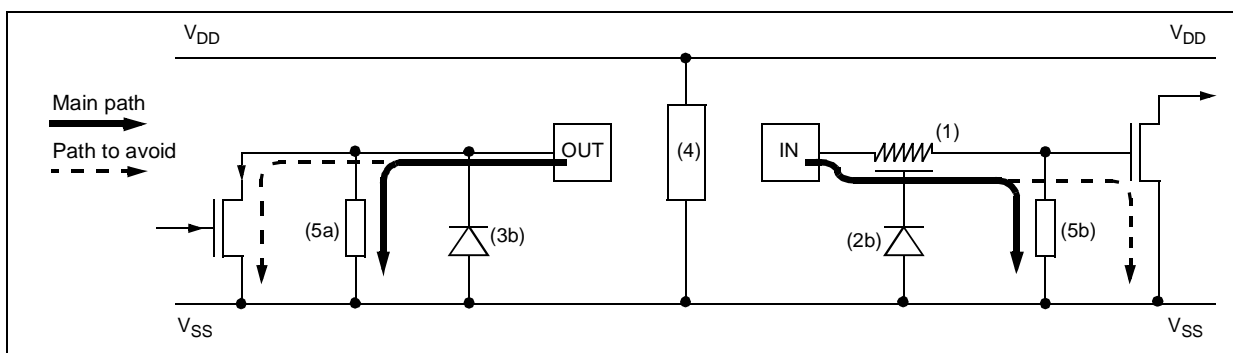 VDD VDD
Main path
Path to avoid
OUT (4) IN (1)
(5a) (3b) (2b) (5b)
VSS VSS